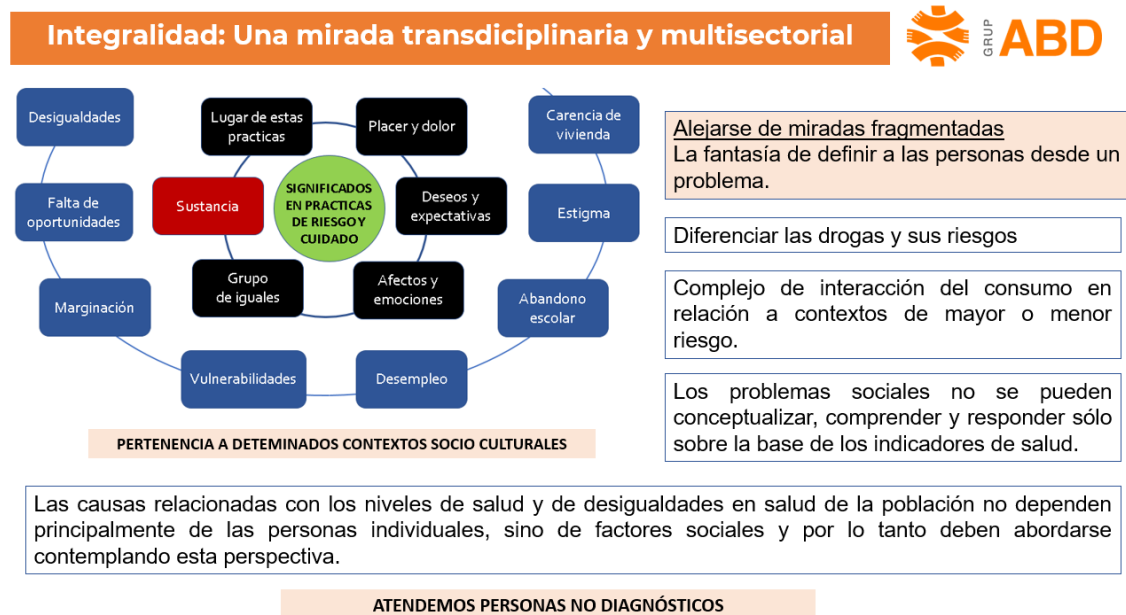 Integralidad: Una mirada transdiciplinaria y multisectorial
GRUP
ABD
Desigualdades
Lugar de estas
practicas
Placer y dolor
Carencia de
vivienda
Falta de
oportunidades
Sustancia
SIGNIFICADOS
EN PRACTICAS
DE RIESGO Y
CUIDADO
Deseos y
expectativas
Estigma
Marginación
Grupo
de iguales
Afectos y
emociones
Abandono
escolar
Vulnerabilidades
Desempleo
PERTENENCIA A DETEMINADOS CONTEXTOS SOCIO CULTURALES
Alejarse de miradas fragmentadas
La fantasía de definir a las personas desde un
problema.
Diferenciar las drogas y sus riesgos
Complejo de interacción del consumo en
relación a contextos de mayor o menor
riesgo.
Los problemas sociales no se pueden
conceptualizar, comprender y responder sólo
sobre la base de los indicadores de salud.
Las causas relacionadas con los niveles de salud y de desigualdades en salud de la población no dependen
principalmente de las personas individuales, sino de factores sociales y por lo tanto deben abordarse
contemplando esta perspectiva.
ATENDEMOS PERSONAS NO DIAGNÓSTICOS